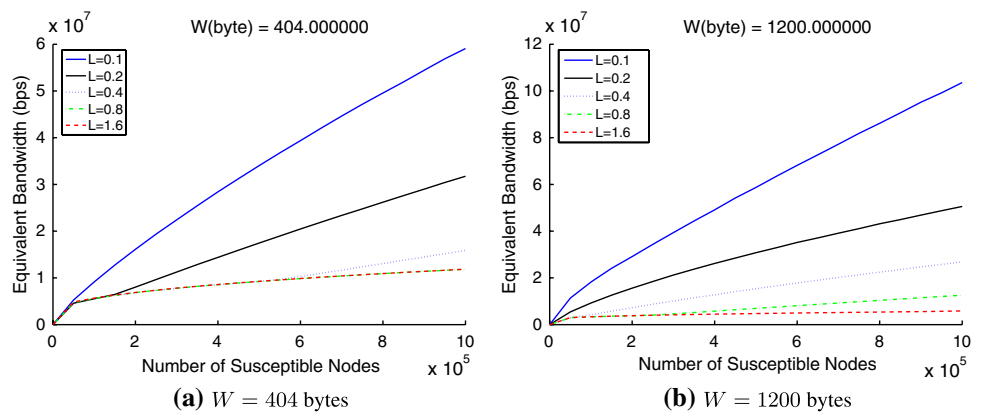 x 10^7
W(byte) = 404.000000
6
5
4
3
2
1
0
Equivalent Bandwidth (bps)
L=0.1
L=0.2
L=0.4
L=0.8
L=1.6
0 2 4 6 8 10
Number of Susceptible Nodes
x 10^5
(a) W = 404 bytes
x 10^7
W(byte) = 1200.000000
12
10
8
6
4
2
0
Equivalent Bandwidth (bps)
L=0.1
L=0.2
L=0.4
L=0.8
L=1.6
0 2 4 6 8 10
Number of Susceptible Nodes
x 10^5
(b) W = 1200 bytes